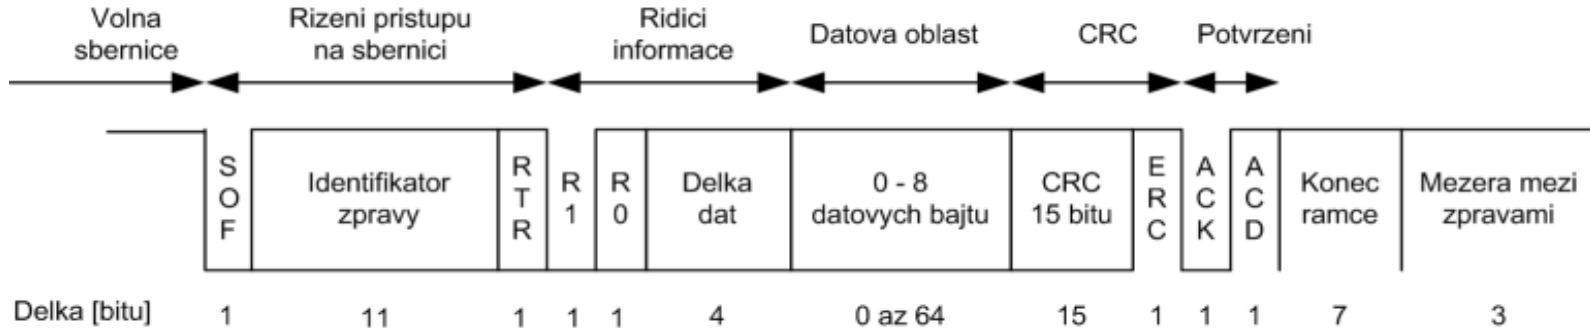 Volna
sbernice
Rizeni pristupu
na sbernici
Ridici
informace
Datova oblast
CRC
Potvrzeni
S
O
F
Identifikator
zpravy
R
T
R
R
1
R
0
Delka
dat
0 - 8
datovych bajtu
CRC
15 bitu
E
R
C
A
C
K
A
C
D
Konec
ramce
Mezera mezi
zpravami
Delka [bitu] 1 11 1 1 1 4 0 az 64 15 1 1 1 7 3